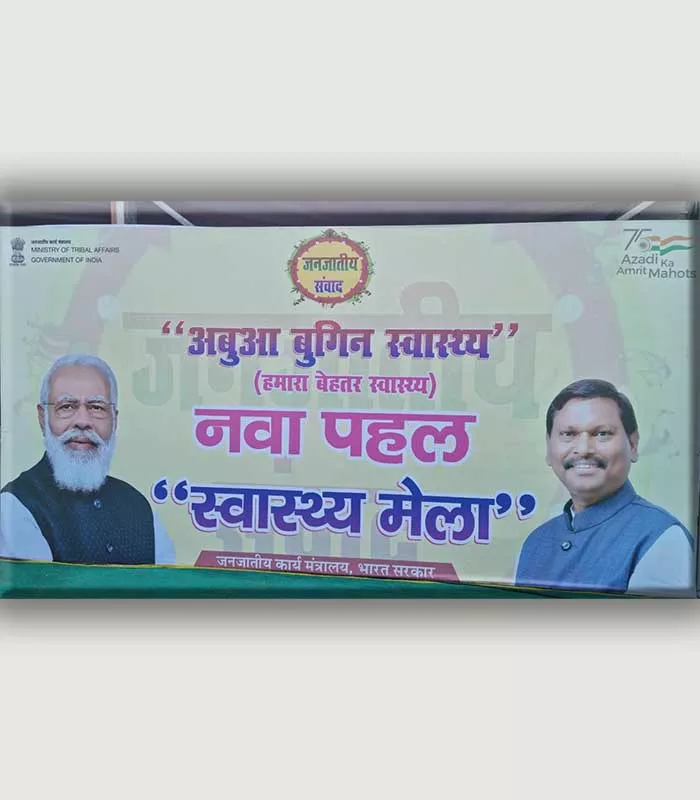 जनजातीय कार्य मंत्रालय
MINISTRY OF TRIBAL AFFAIRS
GOVERNMENT OF INDIA
जनजातीय
संवाद
75
Azadi Ka
Amrit Mahots
“अबुआ बुगिन स्वास्थ्य”
(हमारा बेहतर स्वास्थ्य)
नवा पहल
“स्वास्थ्य मेला”
जनजातीय कार्य मंत्रालय, भारत सरकार
जनजातीय
संवाद